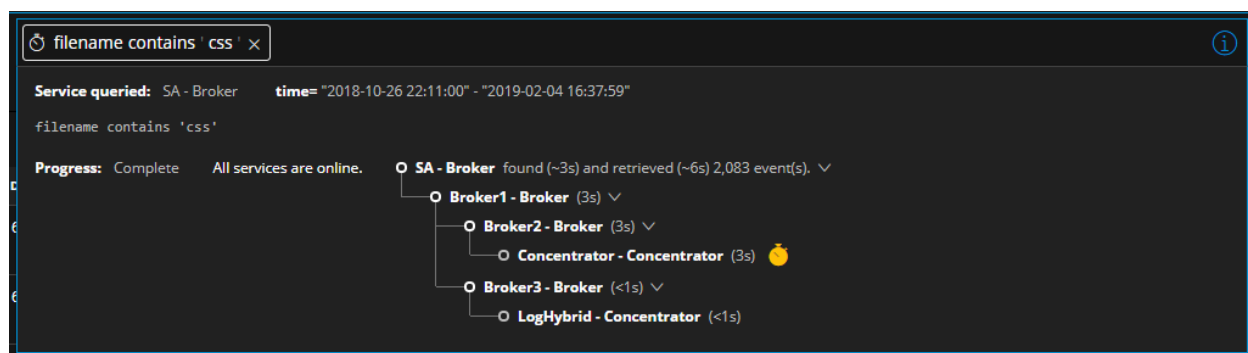 filename contains ' css ' ×
Service queried: SA - Broker time= "2018-10-26 22:11:00" - "2019-02-04 16:37:59"
filename contains 'css'
Progress: Complete All services are online. SA - Broker found (~3s) and retrieved (~6s) 2,083 event(s).
Broker1 - Broker (3s)
Broker2 - Broker (3s)
Concentrator - Concentrator (3s)
Broker3 - Broker (<1s)
LogHybrid - Concentrator (<1s)